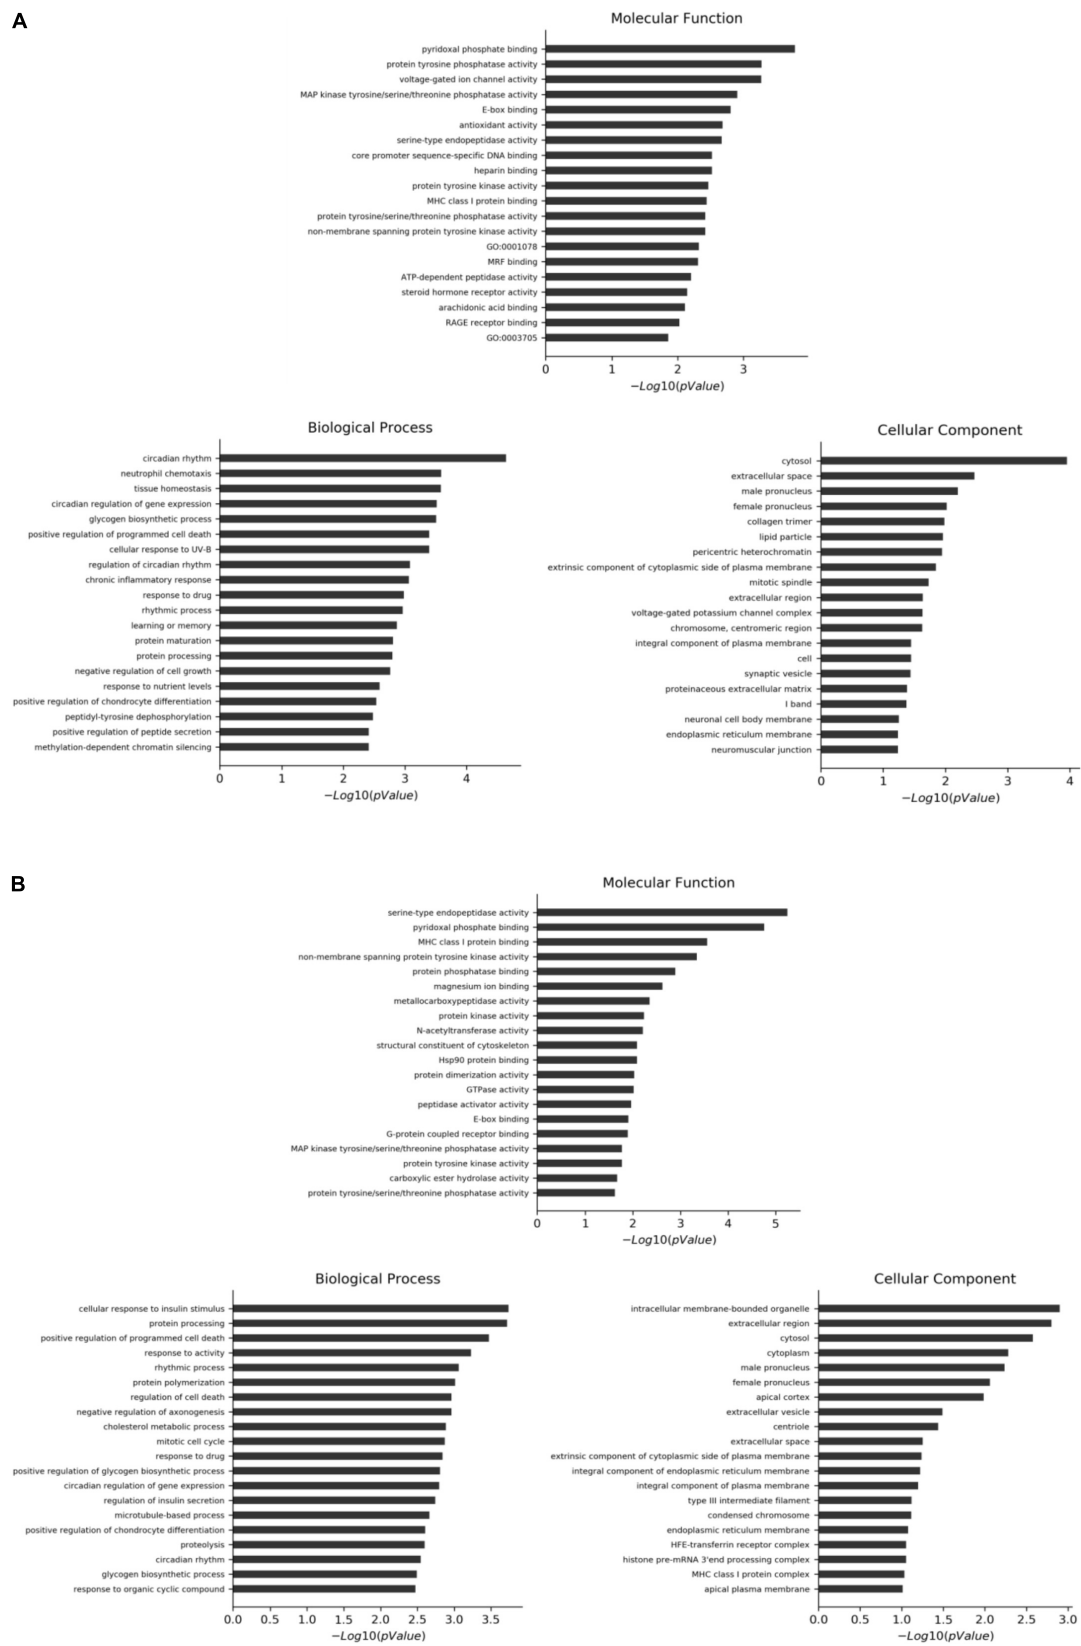 A
Molecular Function
pyridoxal phosphate binding
protein tyrosine phosphatase activity
voltage-gated ion channel activity
MAP kinase tyrosine/serine/threonine phosphatase activity
E-box binding
antioxidant activity
serine-type endopeptidase activity
core promoter sequence-specific DNA binding
heparin binding
protein tyrosine kinase activity
MHC class I protein binding
protein tyrosine/serine/threonine phosphatase activity
non-membrane spanning protein tyrosine kinase activity
GO:0001078
MRF binding
ATP-dependent peptidase activity
steroid hormone receptor activity
arachidonic acid binding
RAGE receptor binding
GO:0003705
0 1 2 3
−Log10(pValue)
Biological Process
circadian rhythm
neutrophil chemotaxis
tissue homeostasis
circadian regulation of gene expression
glycogen biosynthetic process
positive regulation of programmed cell death
cellular response to UV-B
regulation of circadian rhythm
chronic inflammatory response
response to drug
rhythmic process
learning or memory
protein maturation
protein processing
negative regulation of cell growth
response to nutrient levels
positive regulation of chondrocyte differentiation
peptidyl-tyrosine dephosphorylation
positive regulation of peptide secretion
methylation-dependent chromatin silencing
0 1 2 3 4
−Log10(pValue)
Cellular Component
cytosol
extracellular space
male pronucleus
female pronucleus
collagen trimer
lipid particle
pericentric heterochromatin
extrinsic component of cytoplasmic side of plasma membrane
mitotic spindle
extracellular region
voltage-gated potassium channel complex
chromosome, centromeric region
integral component of plasma membrane
cell
synaptic vesicle
proteinaceous extracellular matrix
I band
neuronal cell body membrane
endoplasmic reticulum membrane
neuromuscular junction
0 1 2 3 4
−Log10(pValue)
B
Molecular Function
serine-type endopeptidase activity
pyridoxal phosphate binding
MHC class I protein binding
non-membrane spanning protein tyrosine kinase activity
protein phosphatase binding
magnesium ion binding
metallocarboxypeptidase activity
protein kinase activity
N-acetyltransferase activity
structural constituent of cytoskeleton
Hsp90 protein binding
protein dimerization activity
GTPase activity
peptidase activator activity
E-box binding
G-protein coupled receptor binding
MAP kinase tyrosine/serine/threonine phosphatase activity
protein tyrosine kinase activity
carboxylic ester hydrolase activity
protein tyrosine/serine/threonine phosphatase activity
0 1 2 3 4 5
−Log10(pValue)
Biological Process
cellular response to insulin stimulus
protein processing
positive regulation of programmed cell death
response to activity
rhythmic process
protein polymerization
regulation of cell death
negative regulation of axonogenesis
cholesterol metabolic process
mitotic cell cycle
response to drug
positive regulation of glycogen biosynthetic process
circadian regulation of gene expression
regulation of insulin secretion
microtubule-based process
positive regulation of chondrocyte differentiation
proteolysis
circadian rhythm
glycogen biosynthetic process
response to organic cyclic compound
0.0 0.5 1.0 1.5 2.0 2.5 3.0 3.5
−Log10(pValue)
Cellular Component
intracellular membrane-bounded organelle
extracellular region
cytosol
cytoplasm
male pronucleus
female pronucleus
apical cortex
extracellular vesicle
centriole
extracellular space
extrinsic component of cytoplasmic side of plasma membrane
integral component of endoplasmic reticulum membrane
integral component of plasma membrane
type III intermediate filament
condensed chromosome
endoplasmic reticulum membrane
HFE-transferrin receptor complex
histone pre-mRNA 3'end processing complex
MHC class I protein complex
apical plasma membrane
0.0 0.5 1.0 1.5 2.0 2.5 3.0
−Log10(pValue)